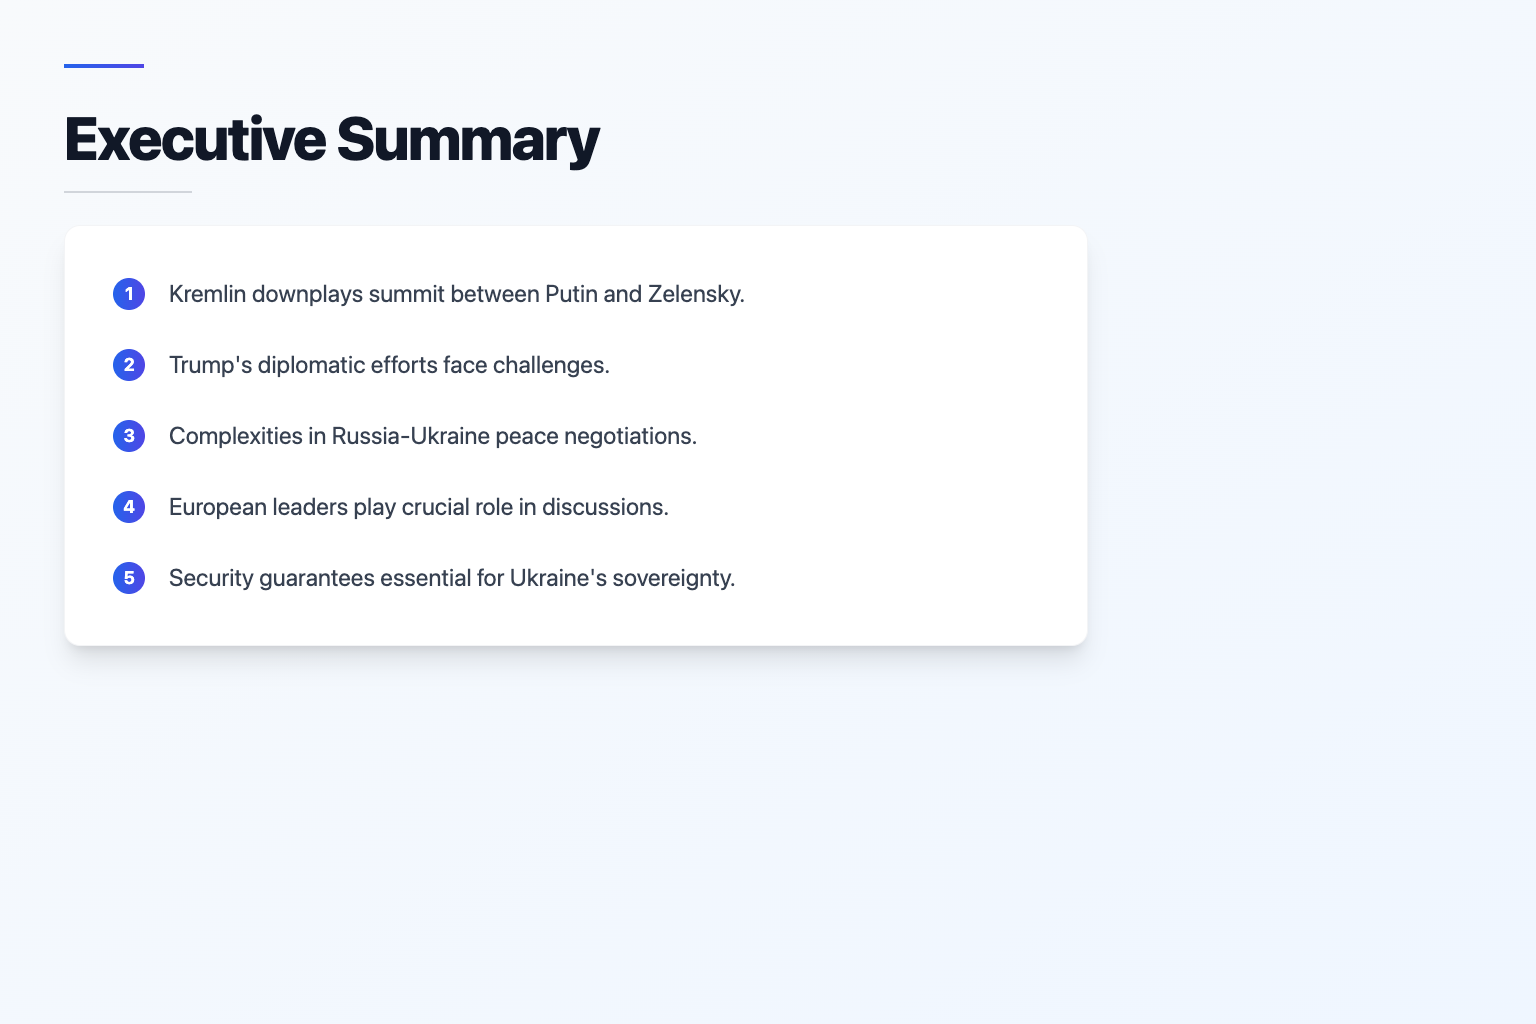 Executive Summary
1 Kremlin downplays summit between Putin and Zelensky.
2 Trump's diplomatic efforts face challenges.
3 Complexities in Russia-Ukraine peace negotiations.
4 European leaders play crucial role in discussions.
5 Security guarantees essential for Ukraine's sovereignty.